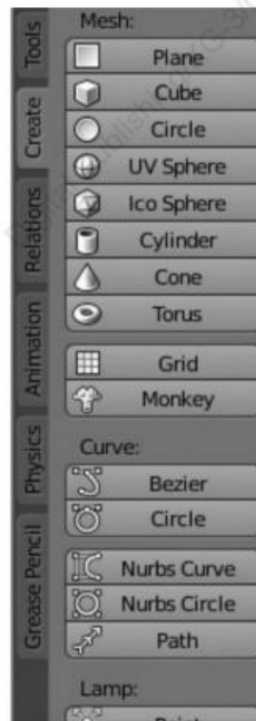 Tools
Create
Relations
Animation
Physics
Grease Pencil
Mesh:
Plane
Cube
Circle
UV Sphere
Ico Sphere
Cylinder
Cone
Torus
Grid
Monkey
Curve:
Bezier
Circle
Nurbs Curve
Nurbs Circle
Path
Lamp: